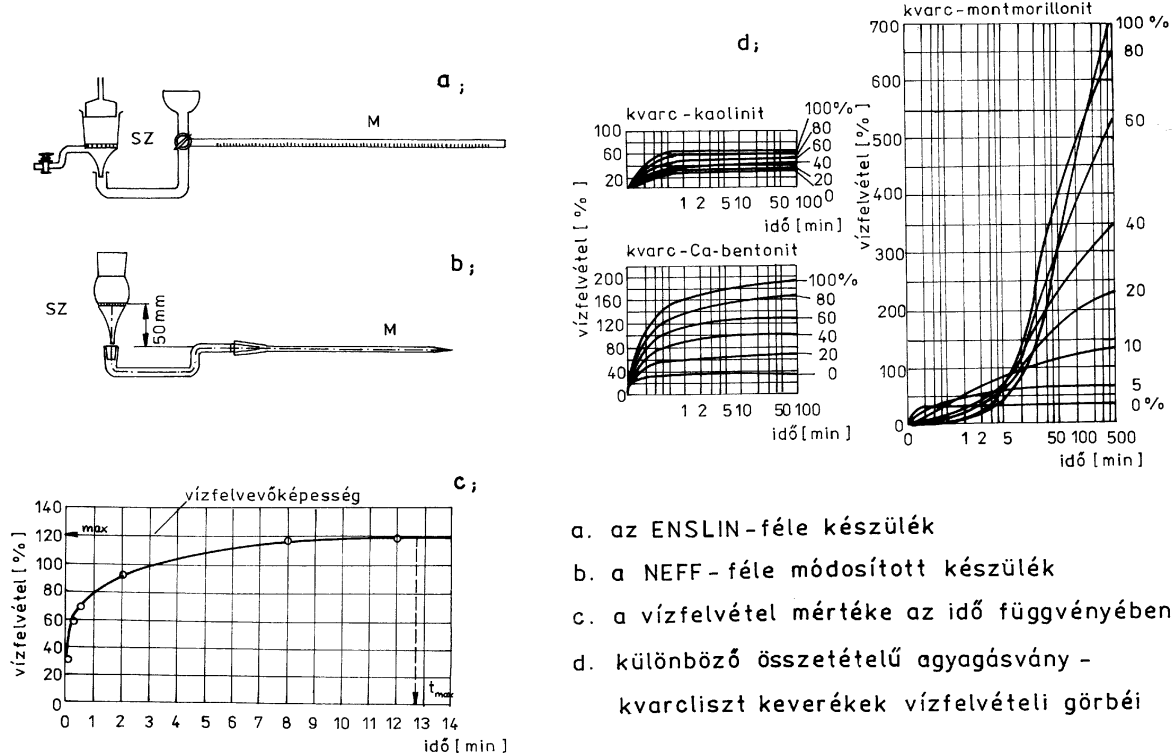 a;
SZ
M
b;
SZ
50mm
M
c;
vízfelvevőképesség
vízfelvétel [%]
140
120
100
80
60
40
20
0
max
t max
0 1 2 3 4 5 6 7 8 9 10 11 12 13 14
idő [min]
d;
kvarc-kaolinit
vízfelvétel [%]
100
60
20
100%
80
60
40
20
0
1 2 5 10 50 100
idő [min]
kvarc-Ca-bentonit
vízfelvétel [%]
200
160
120
80
40
0
100%
80
60
40
20
0
1 2 5 10 50 100
idő [min]
kvarc-montmorillonit
vízfelvétel [%]
700
600
500
400
300
200
100
0
100 %
80
60
40
20
10
5
0 %
0 1 2 5 50 100 500
idő [min]
a. az ENSLIN-féle készülék
b. a NEFF-féle módosított készülék
c. a vízfelvétel mértéke az idő függvényében
d. különböző összetételű agyagásvány -
kvarcliszt keverékek vízfelvételi görbéi